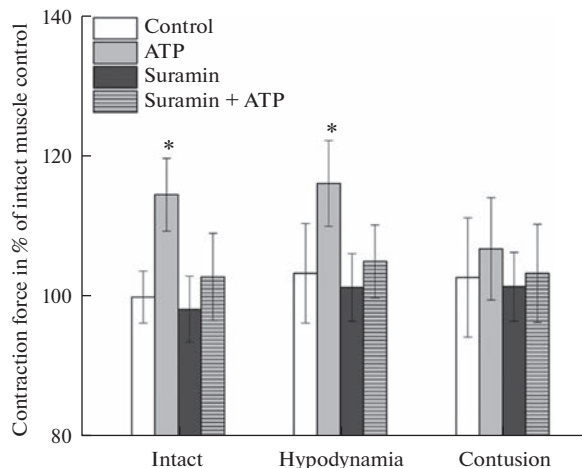 Contraction force in % of intact muscle control
140
120
100
80
Control
ATP
Suramin
Suramin + ATP
*
*
Intact
Hypodynamia
Contusion